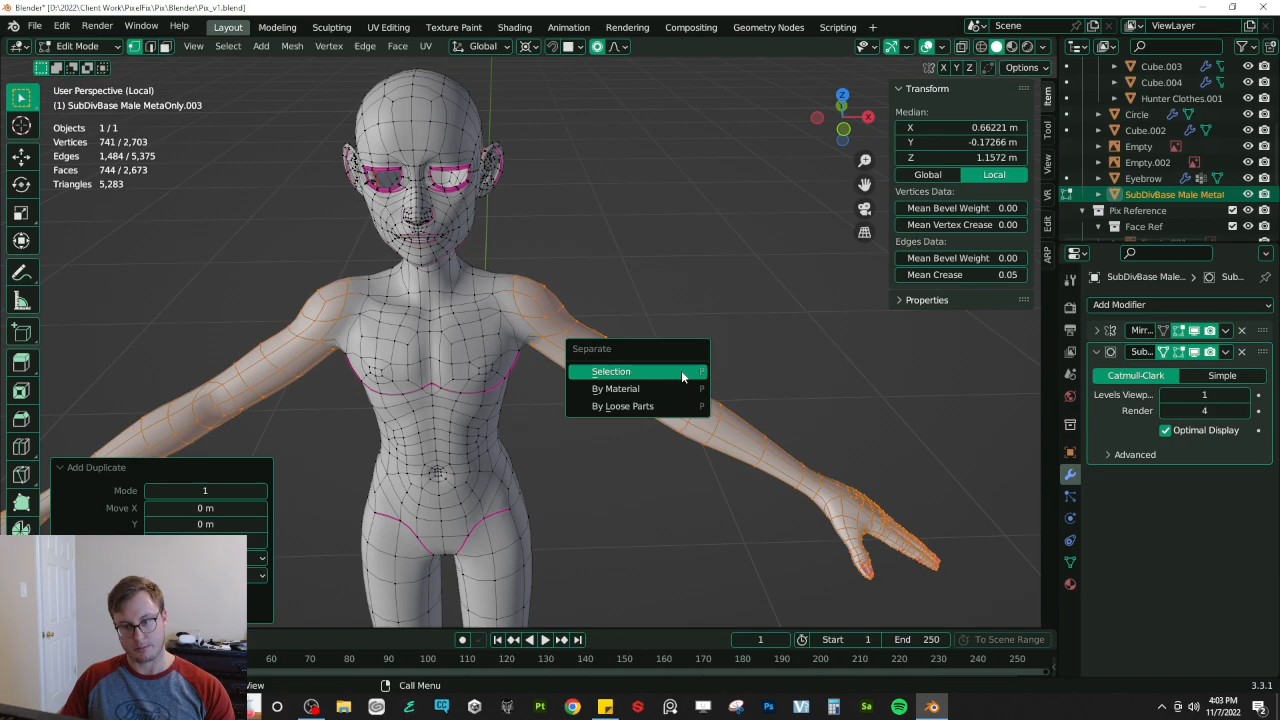 Blender* [D:\2022\Client Work\PixelFix\Pix\Blender\Pix_v1.blend]
File Edit Render Window Help Layout Modeling Sculpting UV Editing Texture Paint Shading Animation Rendering Compositing Geometry Nodes Scripting
Scene
ViewLayer
Edit Mode View Select Add Mesh Vertex Edge Face UV
Global
X Y Z Options
User Perspective (Local)
(1) SubDivBase Male MetaOnly.003
Objects 1 / 1
Vertices 741 / 2,703
Edges 1,484 / 5,375
Faces 744 / 2,673
Triangles 5,283
Z
X
Transform
Median:
X 0.66221 m
Y -0.17266 m
Z 1.1572 m
Global Local
Vertices Data:
Mean Bevel Weight 0.00
Mean Vertex Crease 0.00
Edges Data:
Mean Bevel Weight 0.00
Mean Crease 0.05
Properties
Item
Tool
View
VR
Edit
ARP
Cube.003
Cube.004
Hunter Clothes.001
Circle
Cube.002
Empty
Empty.002
Eyebrow
SubDivBase Male Meta
Pix Reference
Face Ref
SubDivBase Male... Sub...
Add Modifier
Mirr...
Sub...
Catmull-Clark Simple
Levels Viewp... 1
Render 4
Optimal Display
Advanced
Separate
Selection P
By Material P
By Loose Parts P
Add Duplicate
Mode 1
Move X 0 m
Y 0 m
1 Start 1 End 250 To Scene Range
60 70 80 90 100 110 120 130 140 150 160 170 180 190 200 210 220 230 240 250
View Call Menu 3.3.1
4:03 PM
11/7/2022